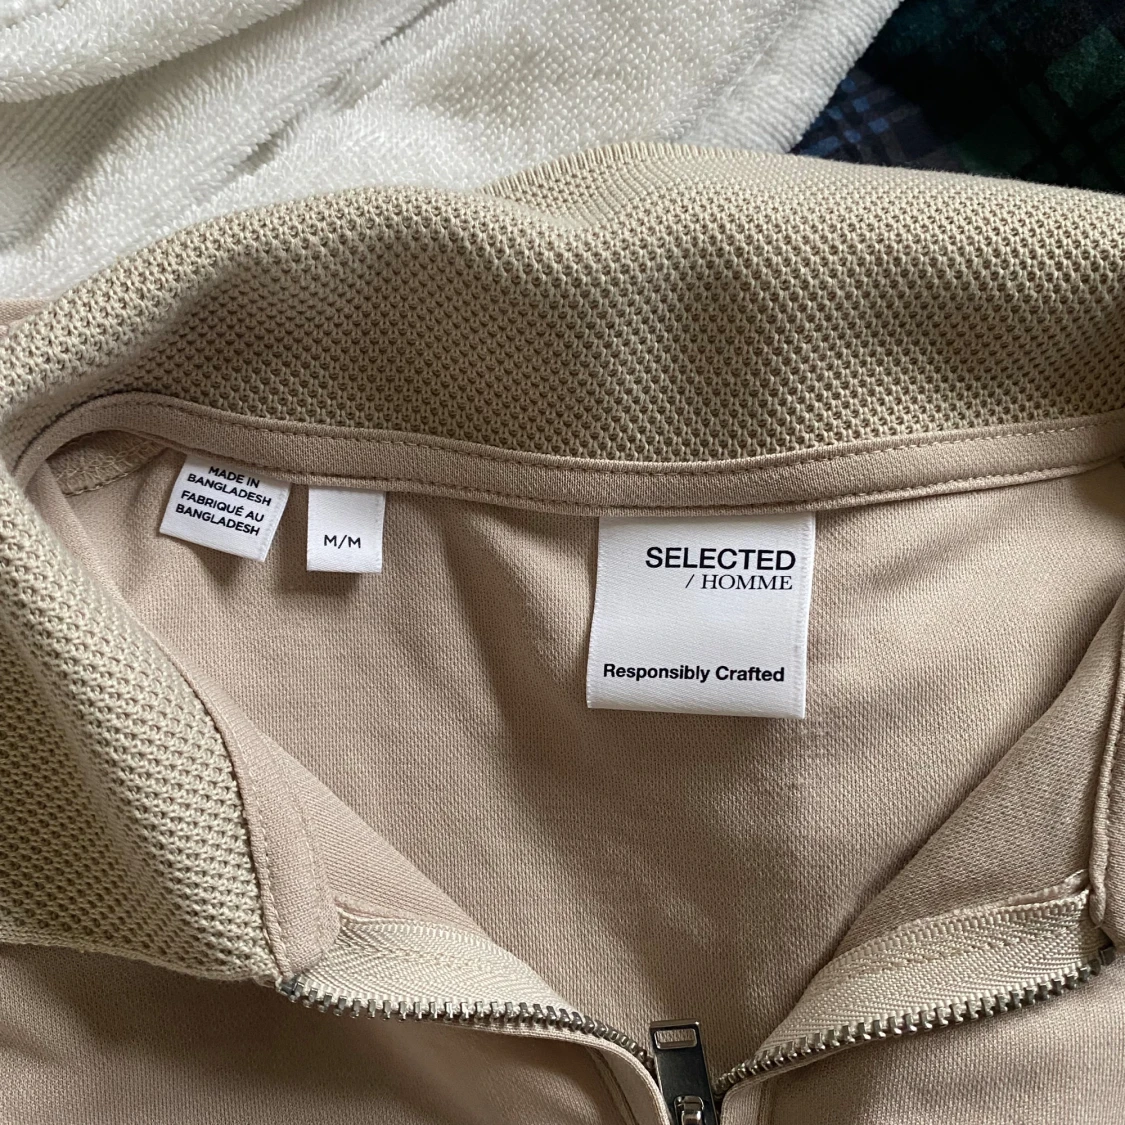 MADE IN
BANGLADESH
FABRIQUÉ AU
BANGLADESH
M/M
SELECTED
/ HOMME
Responsibly Crafted